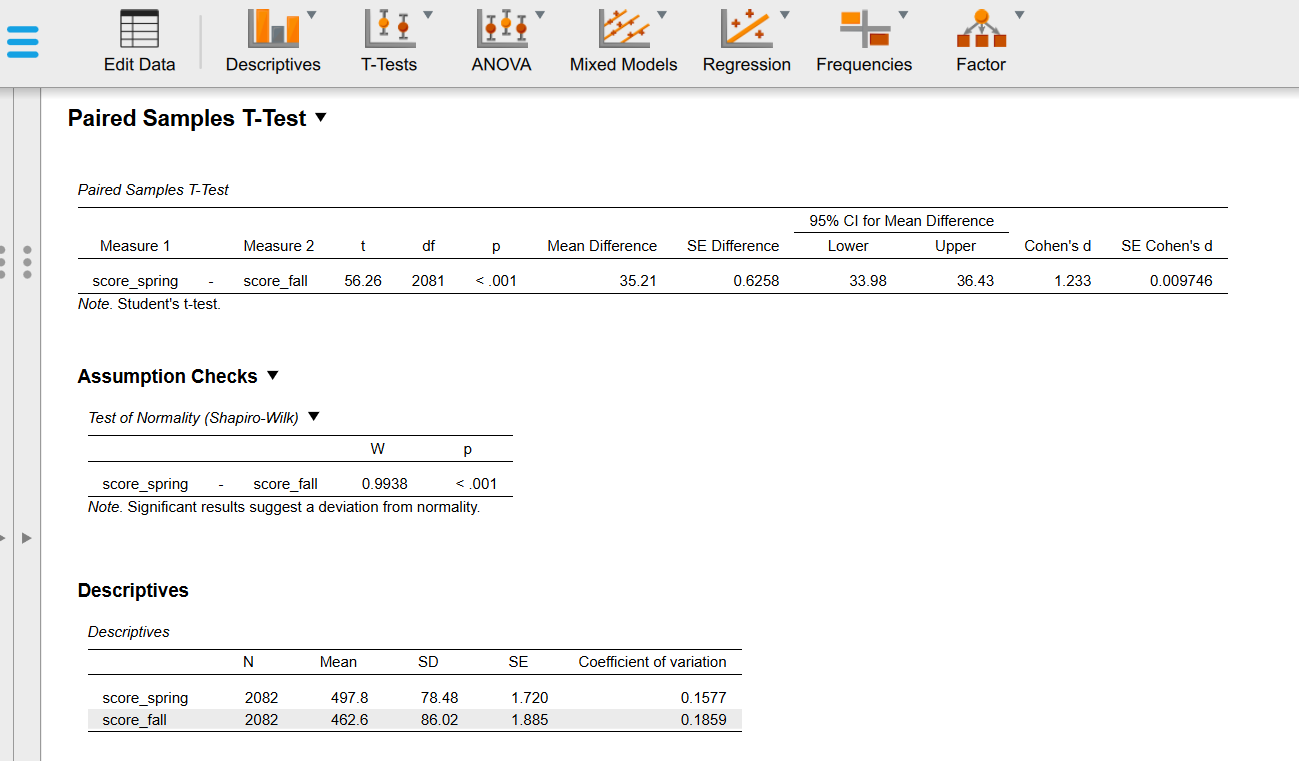 Edit Data Descriptives T-Tests ANOVA Mixed Models Regression Frequencies Factor
Paired Samples T-Test ▼
Paired Samples T-Test
95% CI for Mean Difference
Measure 1 Measure 2 t df p Mean Difference SE Difference Lower Upper Cohen's d SE Cohen's d
score_spring - score_fall 56.26 2081 < .001 35.21 0.6258 33.98 36.43 1.233 0.009746
Note. Student's t-test.
Assumption Checks ▼
Test of Normality (Shapiro-Wilk) ▼
W p
score_spring - score_fall 0.9938 < .001
Note. Significant results suggest a deviation from normality.
Descriptives
Descriptives
N Mean SD SE Coefficient of variation
score_spring 2082 497.8 78.48 1.720 0.1577
score_fall 2082 462.6 86.02 1.885 0.1859